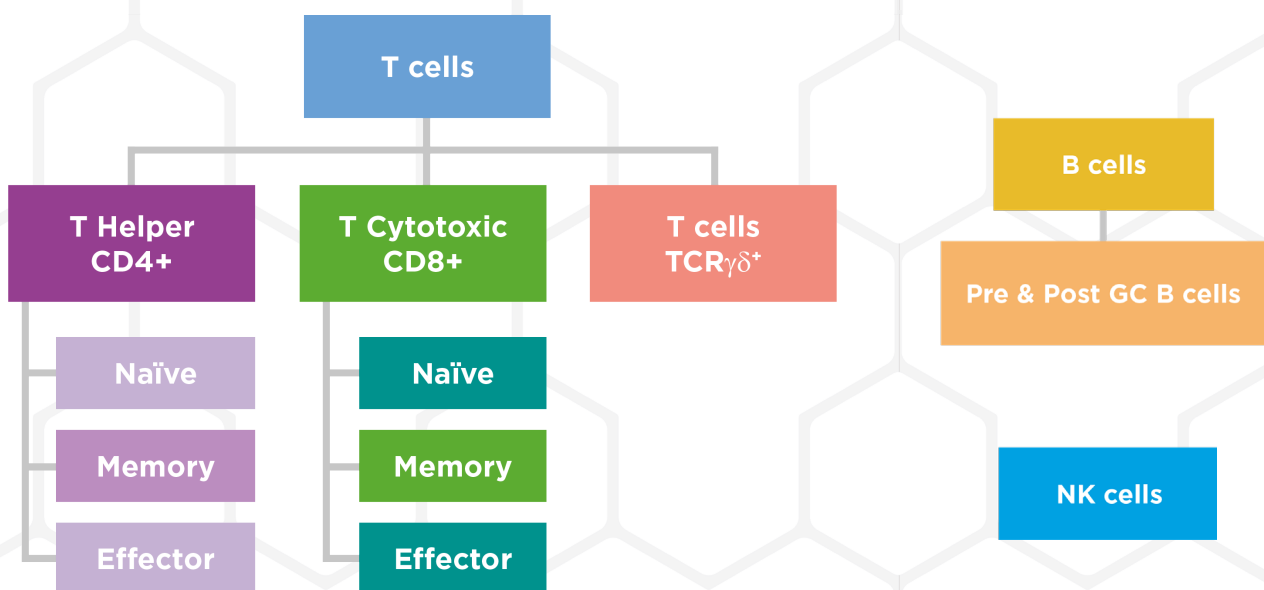 T cells
T Helper
CD4+
Naïve
Memory
Effector
T Cytotoxic
CD8+
Naïve
Memory
Effector
T cells
TCRγδ⁺
B cells
Pre & Post GC B cells
NK cells